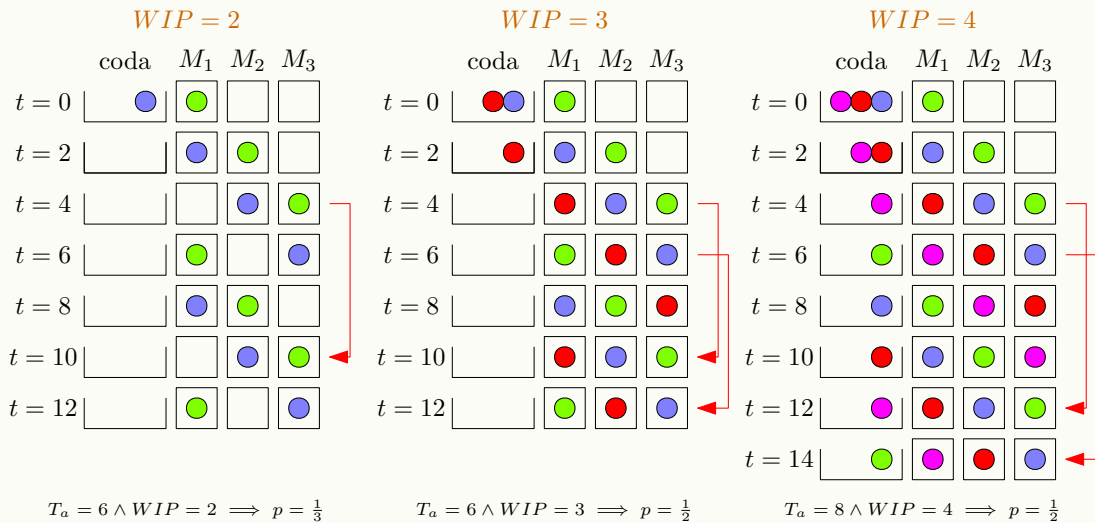 WIP = 2
coda M₁ M₂ M₃
t = 0
t = 2
t = 4
t = 6
t = 8
t = 10
t = 12
Tₐ = 6 ∧ WIP = 2 ⟹ p = 1/3
WIP = 3
coda M₁ M₂ M₃
t = 0
t = 2
t = 4
t = 6
t = 8
t = 10
t = 12
Tₐ = 6 ∧ WIP = 3 ⟹ p = 1/2
WIP = 4
coda M₁ M₂ M₃
t = 0
t = 2
t = 4
t = 6
t = 8
t = 10
t = 12
t = 14
Tₐ = 8 ∧ WIP = 4 ⟹ p = 1/2